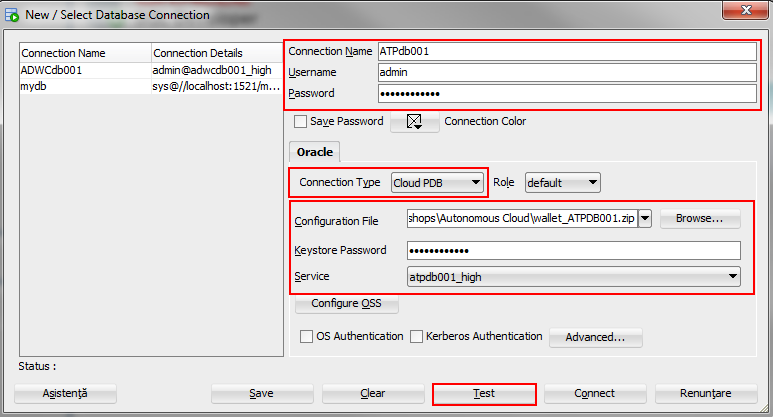 New / Select Database Connection
Connection Name Connection Details
ADWCdb001 admin@adwcdb001_high
mydb sys@//localhost:1521/m...
Connection Name ATPdb001
Username admin
Password ••••••••••••
Save Password Connection Color
Oracle
Connection Type Cloud PDB Role default
Configuration File shops\Autonomous Cloud\wallet_ATPDB001.zip Browse...
Keystore Password ••••••••••••
Service atpdb001_high
Configure OSS
OS Authentication Kerberos Authentication Advanced...
Status :
Asistenţă Save Clear Test Connect Renunţare